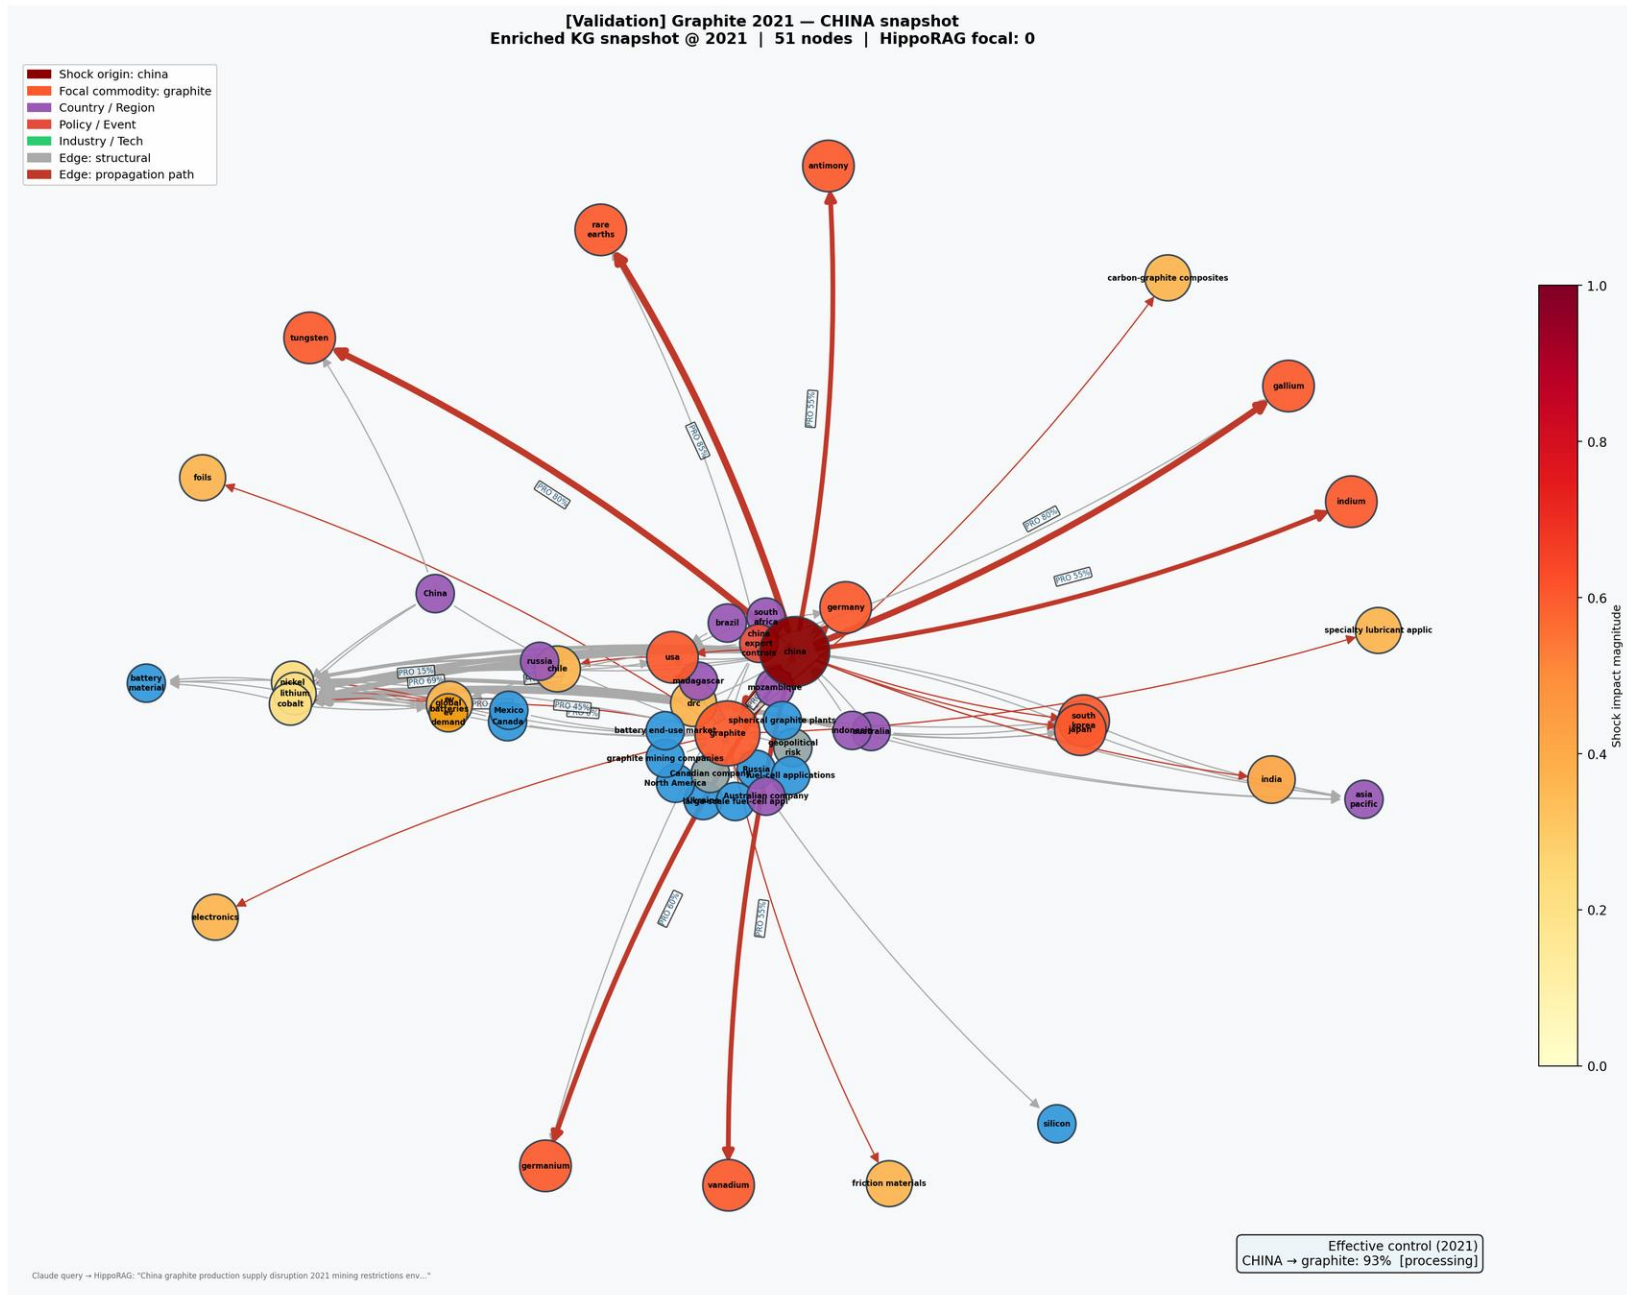 [Validation] Graphite 2021 — CHINA snapshot
Enriched KG snapshot @ 2021 | 51 nodes | HippoRAG focal: 0
Shock origin: china
Focal commodity: graphite
Country / Region
Policy / Event
Industry / Tech
Edge: structural
Edge: propagation path
antimony
rare
earths
carbon-graphite composites
tungsten
gallium
PRO 55%
PRO 85%
foils
PRO 80%
indium
PRO 80%
PRO 55%
China
germany
south
africa
brazil
china
export
controls
china
specialty lubricant applic
usa
russia
chile
PRO 15%
PRO 69%
madagascar
mozambique
battery
material
nickel
lithium
cobalt
global
batteries
ev
demand
Mexico
Canada
PRO 45%
drc
graphite
spherical graphite plants
battery end-use market
indonesia
australia
south
korea
japan
geopolitical
risk
graphite mining companies
Canadian company
Russia
fuel-cell applications
North America
Australian company
large-scale fuel-cell appl
india
asia
pacific
electronics
PRO 60%
PRO 55%
silicon
germanium
vanadium
friction materials
1.0
0.8
0.6
0.4
0.2
0.0
Shock impact magnitude
Effective control (2021)
CHINA → graphite: 93% [processing]
Claude query → HippoRAG: "China graphite production supply disruption 2021 mining restrictions env..."